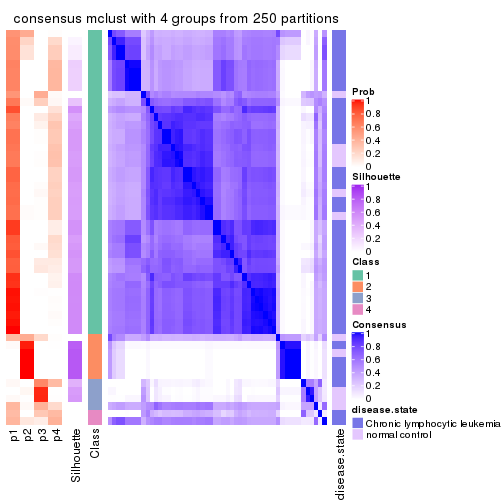 consensus mclust with 4 groups from 250 partitions
Prob
1
0.8
0.6
0.4
0.2
0
Silhouette
1
0.8
0.6
0.4
0.2
0
Class
1
2
3
4
Consensus
1
0.8
0.6
0.4
0.2
0
disease.state
Chronic lymphocytic leukemia
normal control
p1
p2
p3
p4
Silhouette
Class
disease.state